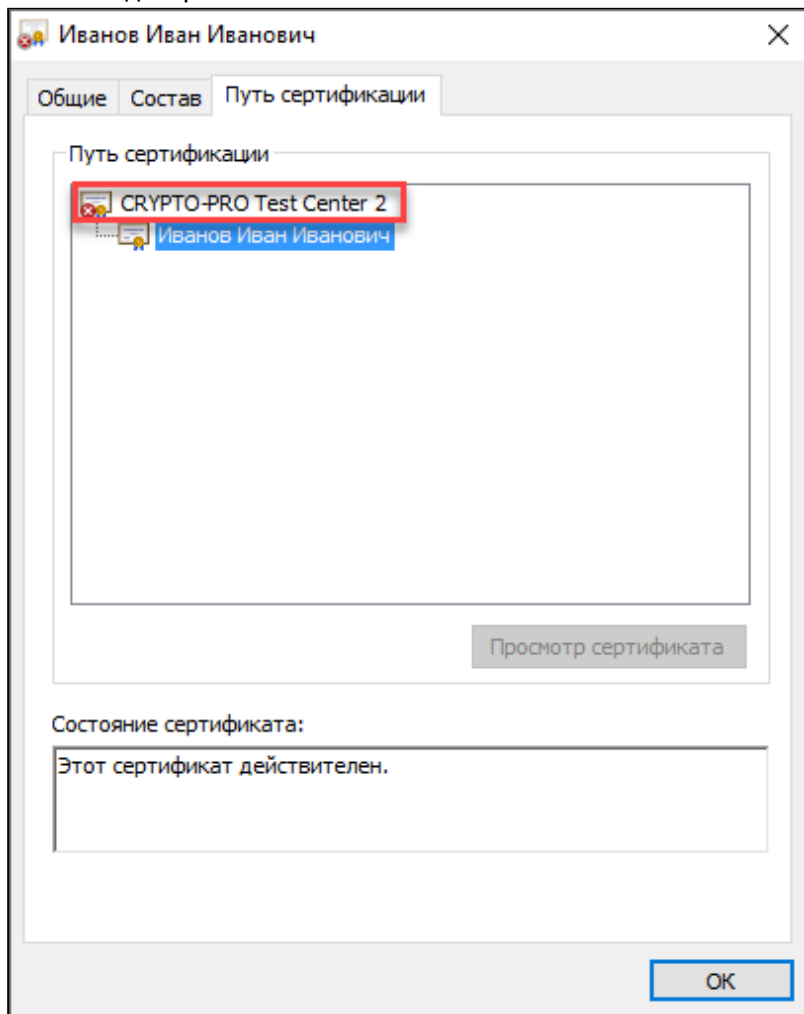 Иванов Иван Иванович
Общие Состав Путь сертификации
Путь сертификации
CRYPTO-PRO Test Center 2
Иванов Иван Иванович
Просмотр сертификата
Состояние сертификата:
Этот сертификат действителен.
ОК